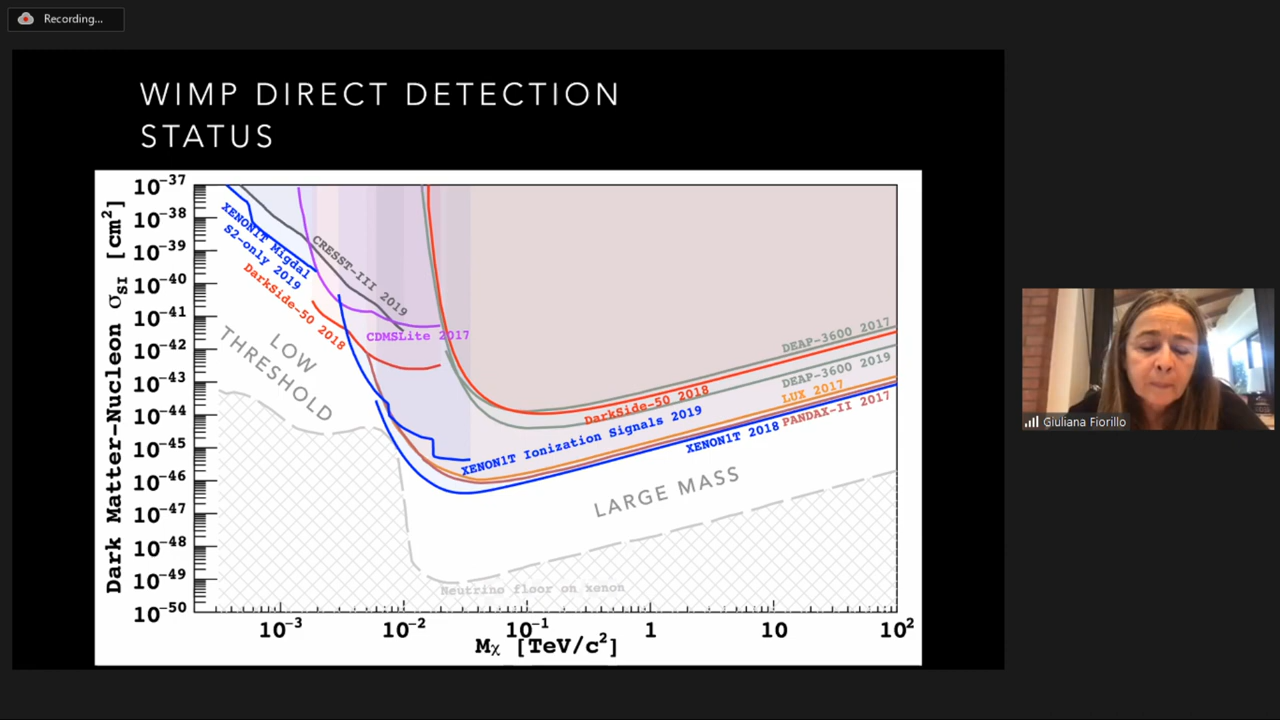 Recording...
WIMP DIRECT DETECTION
STATUS
Dark Matter-Nucleon σSI [cm²]
10⁻³⁷
10⁻³⁸
10⁻³⁹
10⁻⁴⁰
10⁻⁴¹
10⁻⁴²
10⁻⁴³
10⁻⁴⁴
10⁻⁴⁵
10⁻⁴⁶
10⁻⁴⁷
10⁻⁴⁸
10⁻⁴⁹
10⁻⁵⁰
XENON1T Migdal
S2-only 2019
CRESST-III 2019
DarkSide-50 2018
CDMSLite 2017
LOW
THRESHOLD
DEAP-3600 2017
DEAP-3600 2019
DarkSide-50 2018
LUX 2017
XENON1T Ionization Signals 2019
PANDAX-II 2017
XENON1T 2018
LARGE MASS
Neutrino floor on xenon
10⁻³
10⁻²
10⁻¹
1
10
10²
Mχ [TeV/c²]
Giuliana Fiorillo